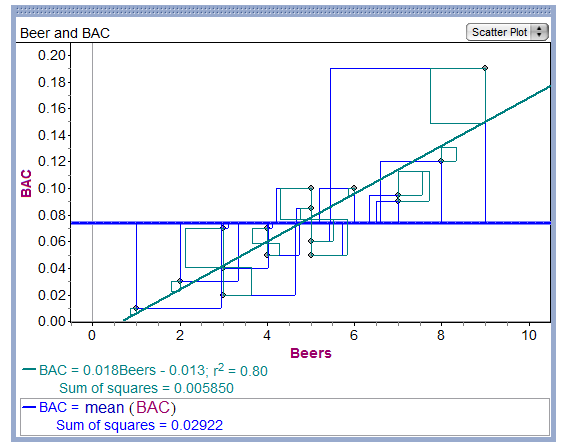 Beer and BAC
Scatter Plot
0.20
0.18
0.16
0.14
0.12
0.10
0.08
0.06
0.04
0.02
0.00
BAC
0 2 4 6 8 10
Beers
BAC = 0.018Beers - 0.013; r² = 0.80
Sum of squares = 0.005850
BAC = mean (BAC)
Sum of squares = 0.02922